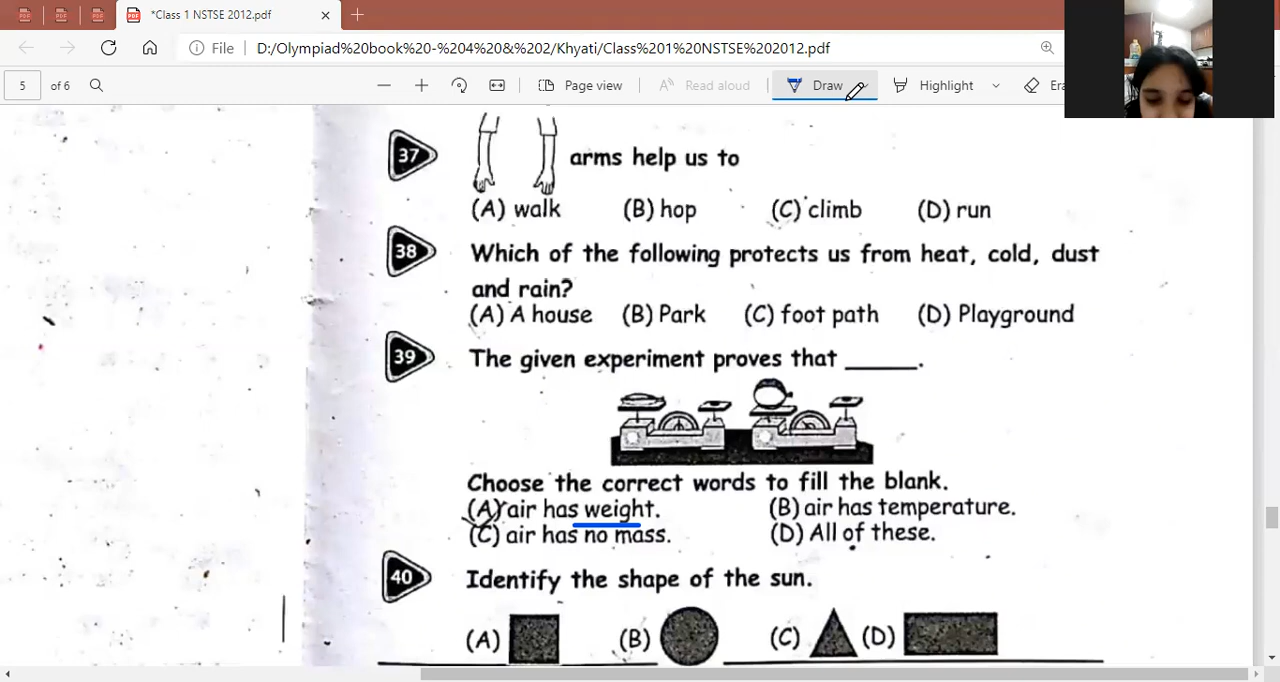 *Class 1 NSTSE 2012.pdf
File D:/Olympiad%20book%20-%204%20&%202/Khyati/Class%201%20NSTSE%202012.pdf
5 of 6 Page view Read aloud Draw Highlight Era
37 arms help us to
(A) walk (B) hop (C) climb (D) run
38 Which of the following protects us from heat, cold, dust
and rain?
(A) A house (B) Park (C) foot path (D) Playground
39 The given experiment proves that ______.
Choose the correct words to fill the blank.
(A) air has weight. (B) air has temperature.
(C) air has no mass. (D) All of these.
40 Identify the shape of the sun.
(A) (B) (C) (D)